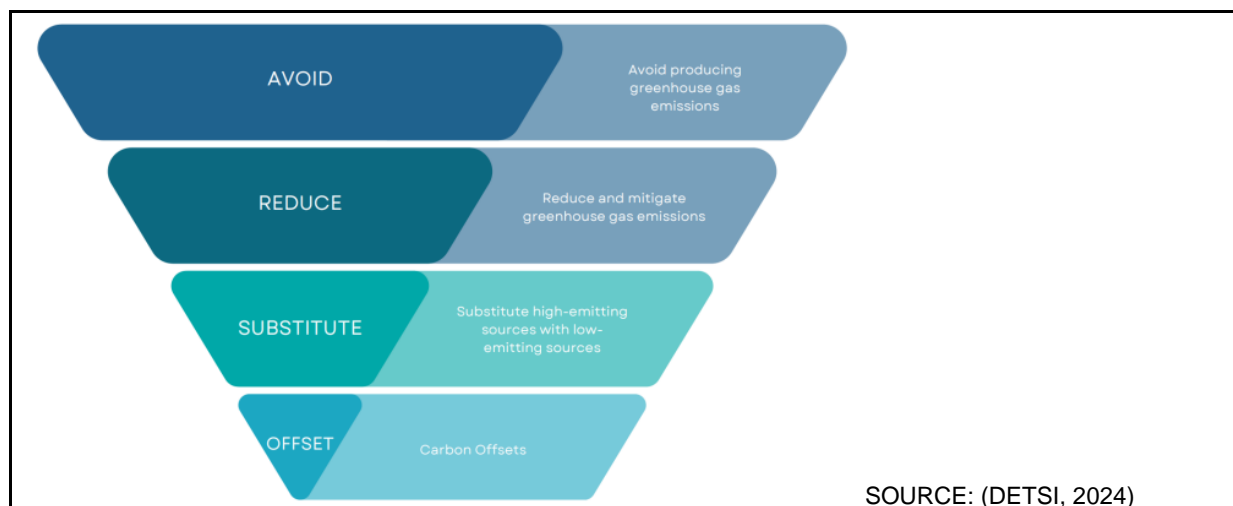 AVOID
Avoid producing
greenhouse gas
emissions
REDUCE
Reduce and mitigate
greenhouse gas emissions
SUBSTITUTE
Substitute high-emitting
sources with low-
emitting sources
OFFSET
Carbon Offsets
SOURCE: (DETSI, 2024)